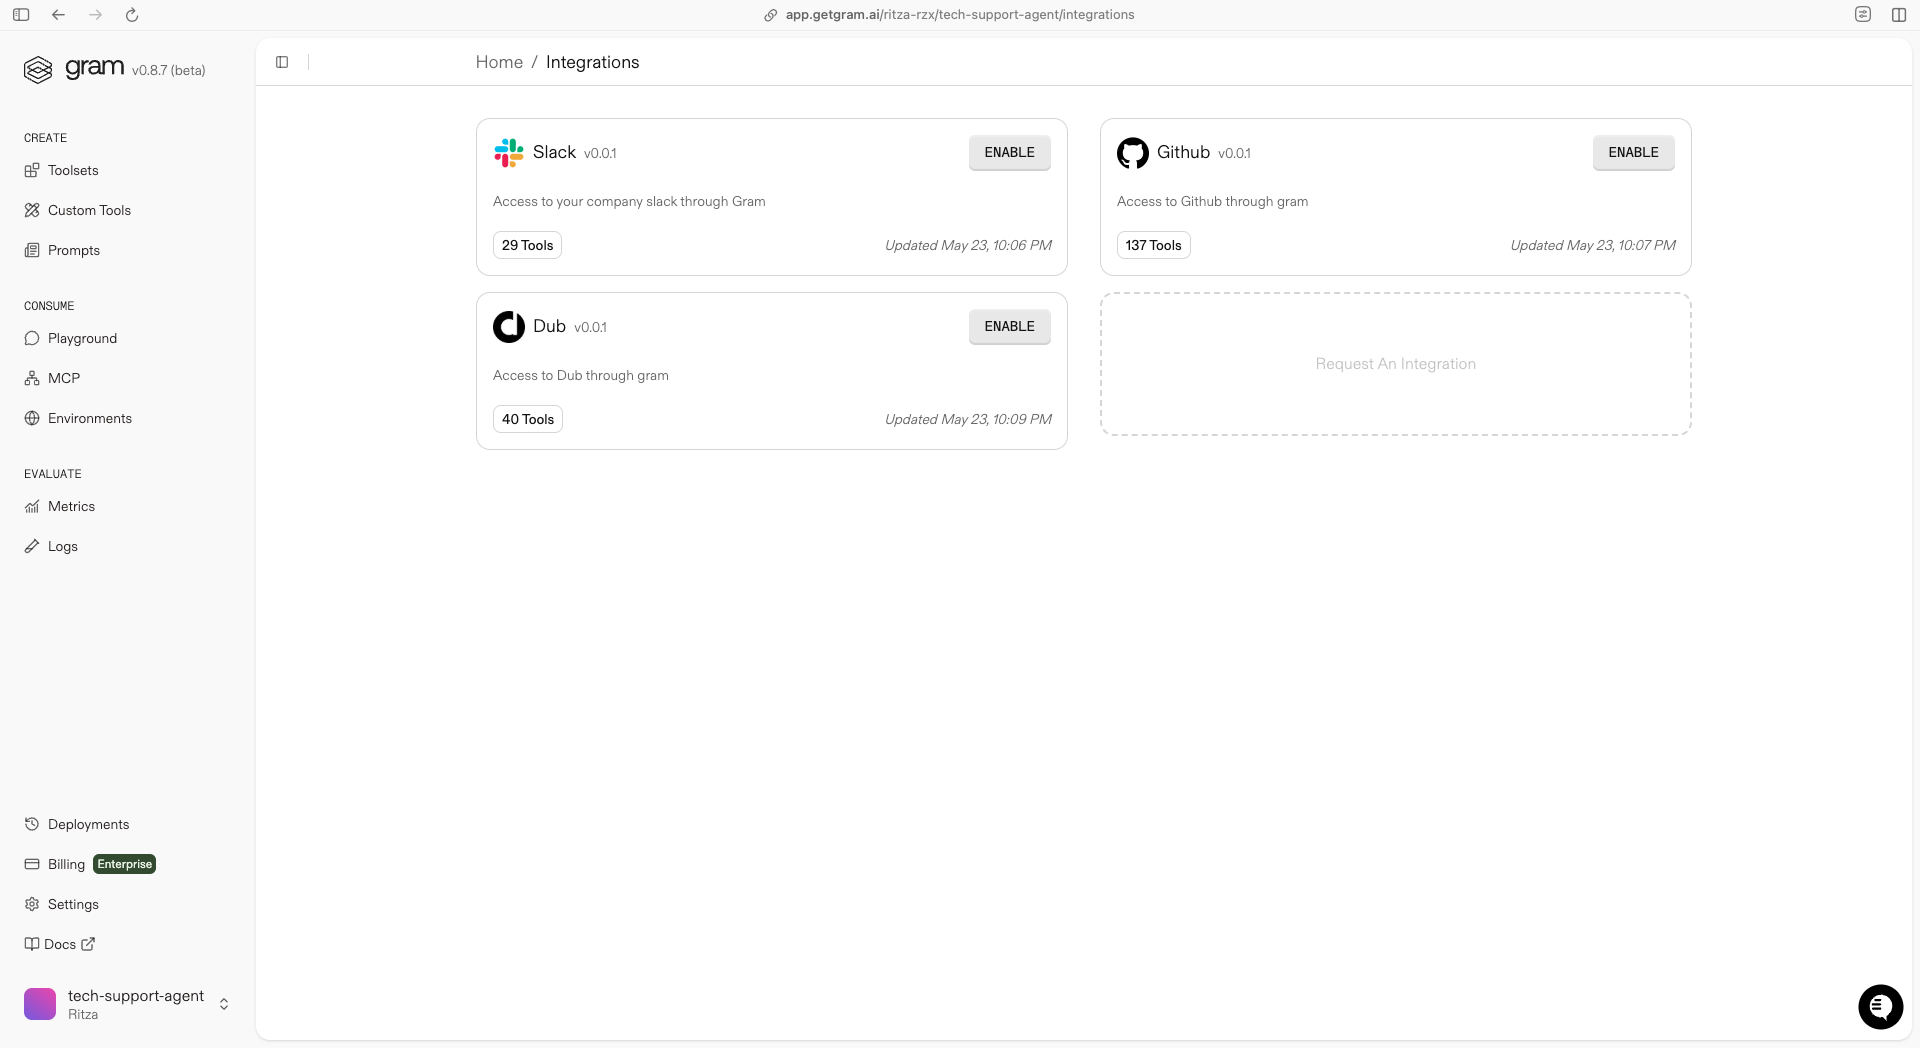 app.getgram.ai/ritza-rzx/tech-support-agent/integrations
gram v0.8.7 (beta)
CREATE
Toolsets
Custom Tools
Prompts
CONSUME
Playground
MCP
Environments
EVALUATE
Metrics
Logs
Deployments
Billing Enterprise
Settings
Docs
tech-support-agent
Ritza
Home / Integrations
Slack v0.0.1 ENABLE
Access to your company slack through Gram
29 Tools Updated May 23, 10:06 PM
Github v0.0.1 ENABLE
Access to Github through gram
137 Tools Updated May 23, 10:07 PM
Dub v0.0.1 ENABLE
Access to Dub through gram
40 Tools Updated May 23, 10:09 PM
Request An Integration